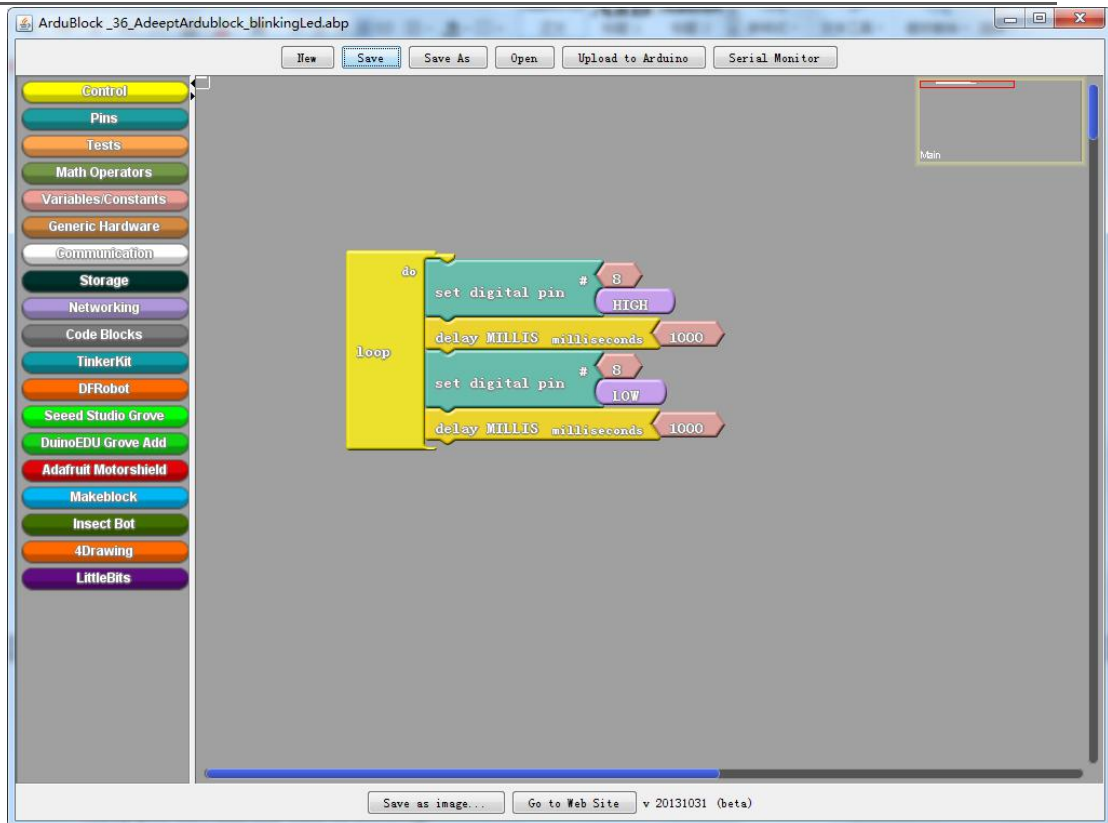 ArduBlock _36_AdeeptArdublock_blinkingLed.abp
New Save Save As Open Upload to Arduino Serial Monitor
Control
Pins
Tests
Math Operators
Variables/Constants
Generic Hardware
Communication
Storage
Networking
Code Blocks
TinkerKit
DFRobot
Seeed Studio Grove
DuinoEDU Grove Add
Adafruit Motorshield
Makeblock
Insect Bot
4Drawing
LittleBits
Main
loop
do
set digital pin # 8
HIGH
delay MILLIS milliseconds 1000
set digital pin # 8
LOW
delay MILLIS milliseconds 1000
Save as image... Go to Web Site v 20131031 (beta)